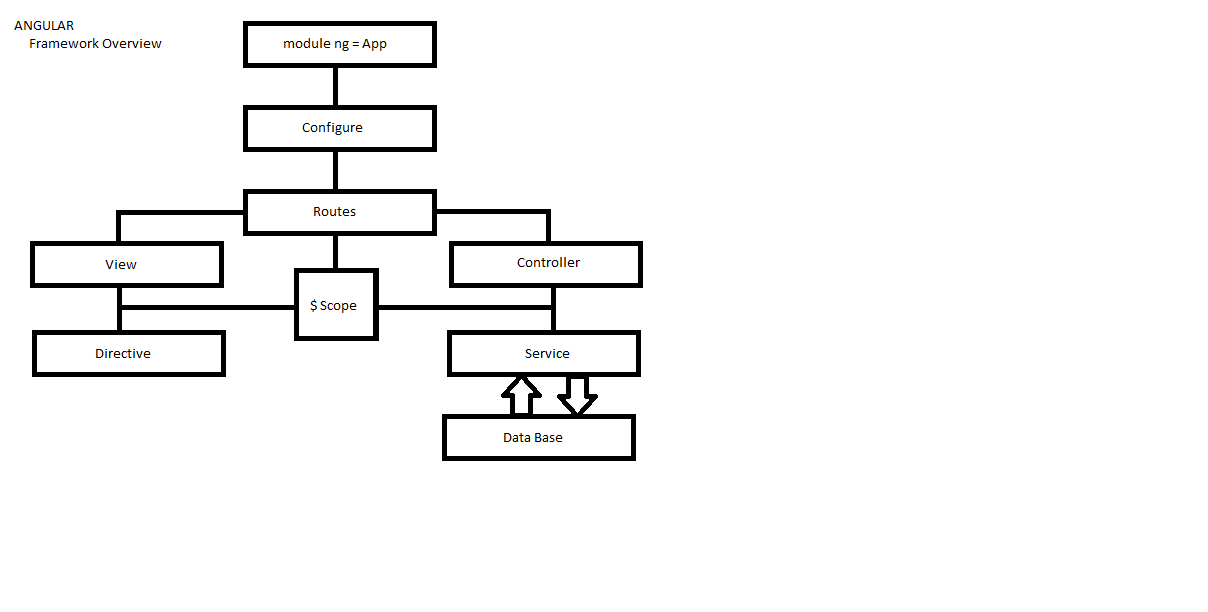 ANGULAR
Framework Overview
module ng = App
Configure
Routes
View
Controller
$ Scope
Directive
Service
Data Base